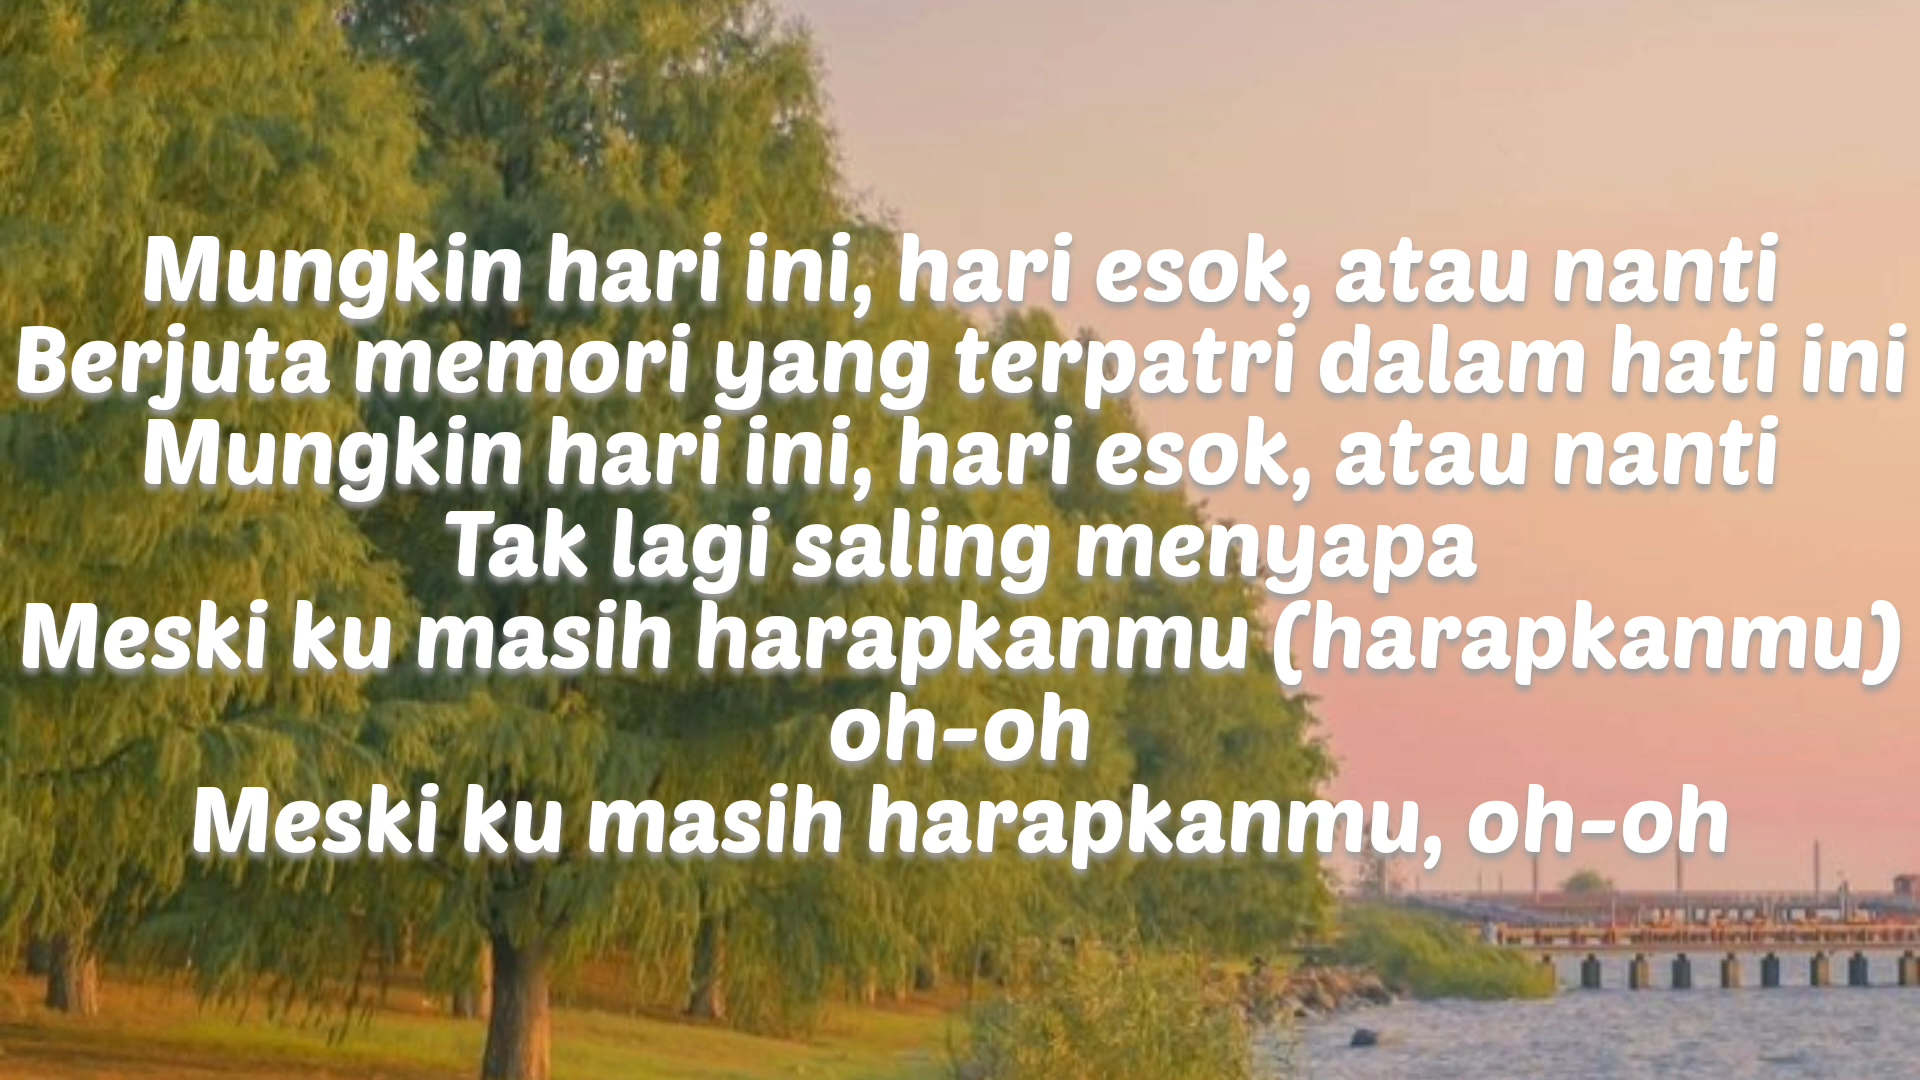 Mungkin hari ini, hari esok, atau nanti
Berjuta memori yang terpatri dalam hati ini
Mungkin hari ini, hari esok, atau nanti
Tak lagi saling menyapa
Meski ku masih harapkanmu (harapkanmu)
oh-oh
Meski ku masih harapkanmu, oh-oh